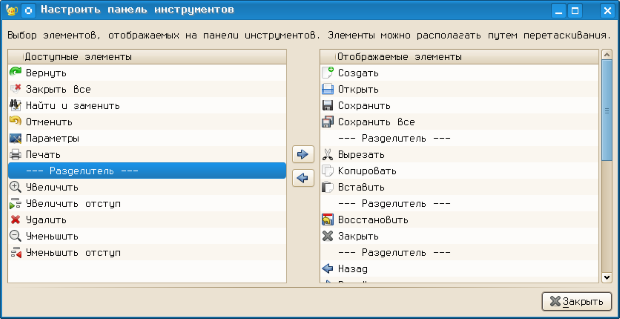 Настроить панель инструментов
Выбор элементов, отображаемых на панели инструментов. Элементы можно располагать путем перетаскивания.
Доступные элементы
Вернуть
Закрыть все
Найти и заменить
Отменить
Параметры
Печать
--- Разделитель ---
Увеличить
Увеличить отступ
Удалить
Уменьшить
Уменьшить отступ
Отображаемые элементы
Создать
Открыть
Сохранить
Сохранить все
--- Разделитель ---
Вырезать
Копировать
Вставить
--- Разделитель ---
Восстановить
Закрыть
--- Разделитель ---
Назад
Закрыть